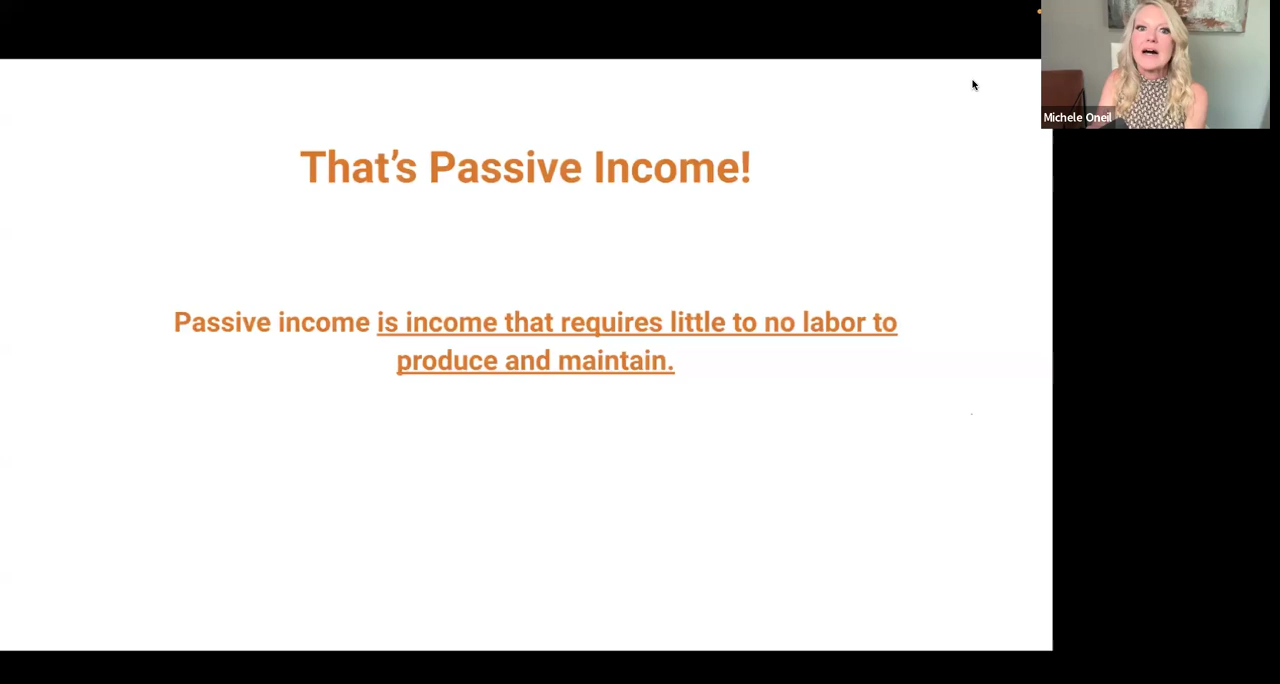 Michele Oneil
That's Passive Income!
Passive income is income that requires little to no labor to
produce and maintain.